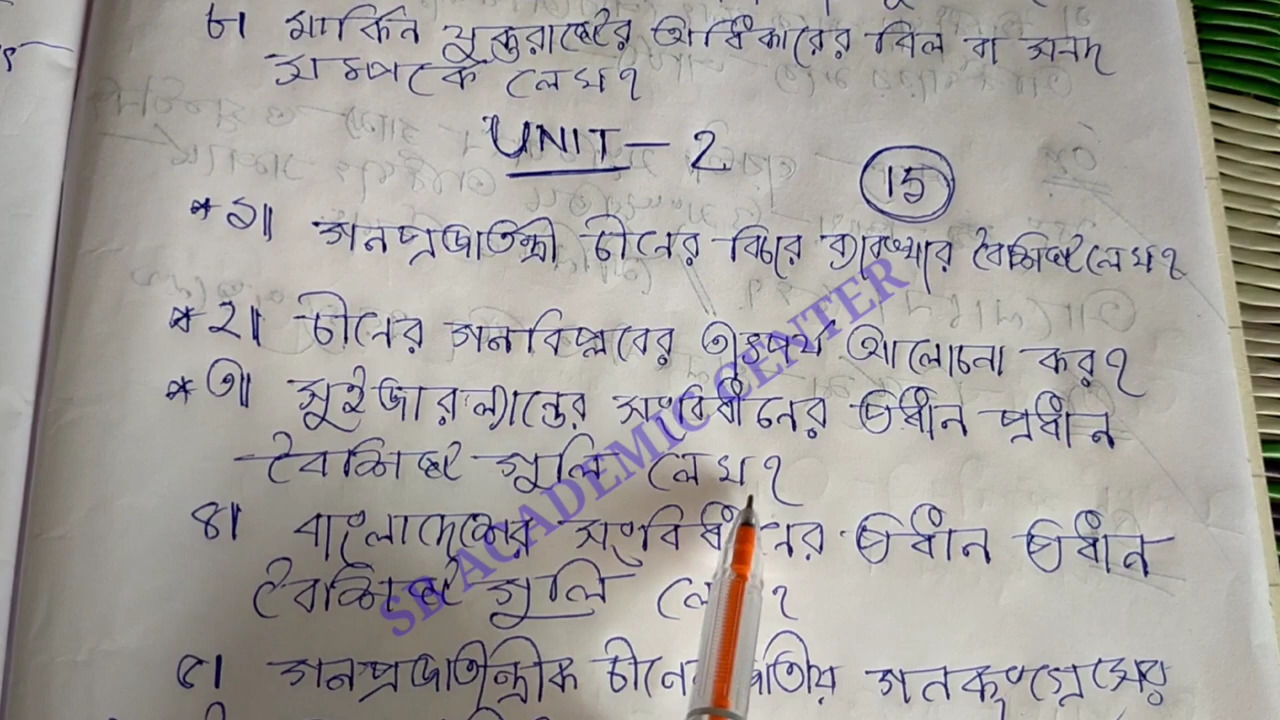 ৮। মার্কিন যুক্তরাষ্ট্রের অধিকারের বিল বা সনদ
সম্পর্কে লেখ?
UNIT - 2
15
* ১॥ গনপ্রজাতন্ত্রী চীনের বিচার ব্যবস্থার বৈশিষ্ট্য লেখ?
* ২॥ চীনের গনবিপ্লবের তাৎপর্য আলোচনা কর?
* ৩॥ সুইজারল্যান্ডের সংবিধানের প্রধান প্রধান
বৈশিষ্ট্য গুলি লেখ?
৪। বাংলাদেশের সংবিধানের প্রধান প্রধান
বৈশিষ্ট্য গুলি
৫। গনপ্রজাতন্ত্রীক চীনের জাতীয় গনকংগ্রেসের
SB ACADEMIC CENTER